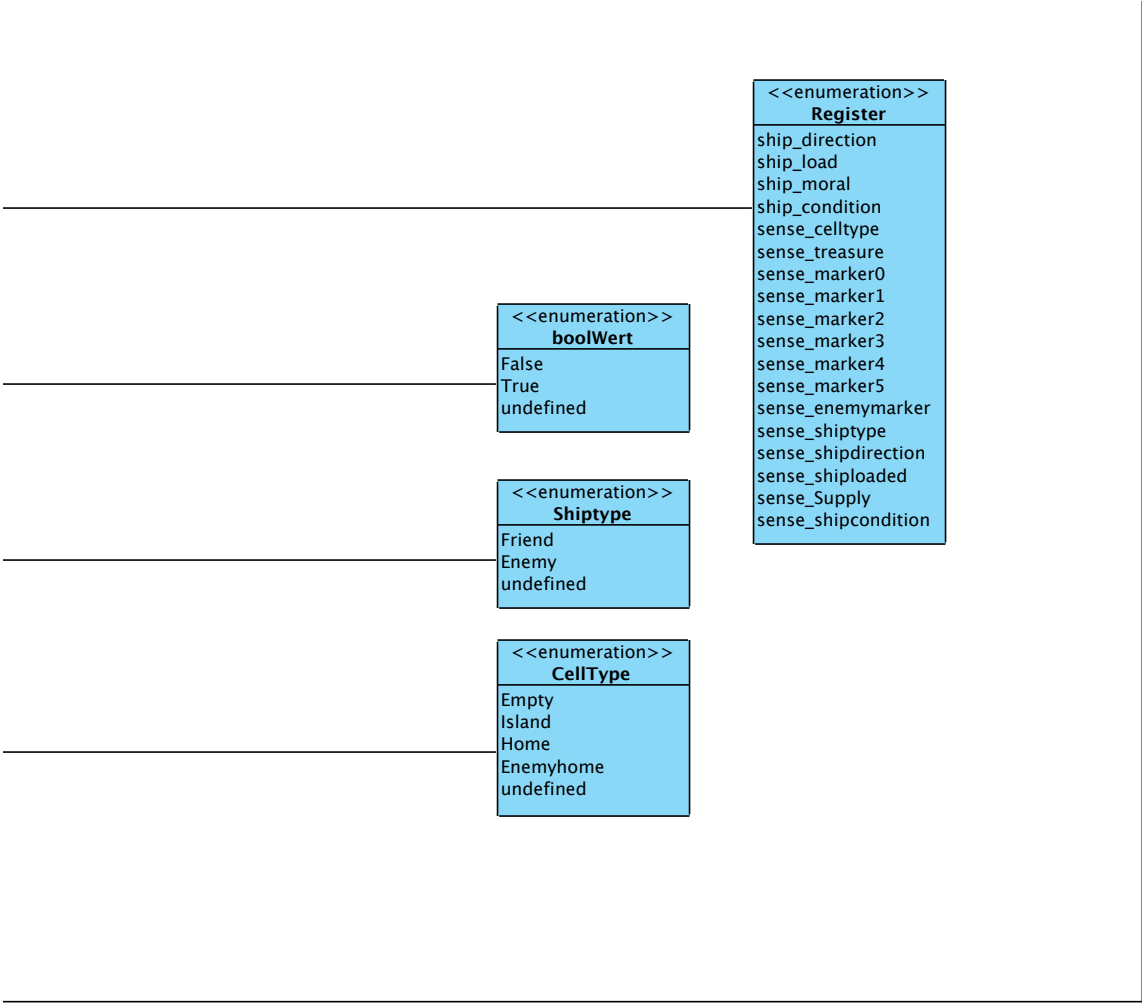 <<enumeration>>
Register
ship_direction
ship_load
ship_moral
ship_condition
sense_celltype
sense_treasure
sense_marker0
sense_marker1
sense_marker2
sense_marker3
sense_marker4
sense_marker5
sense_enemymarker
sense_shiptype
sense_shipdirection
sense_shiploaded
sense_Supply
sense_shipcondition
<<enumeration>>
boolWert
False
True
undefined
<<enumeration>>
Shiptype
Friend
Enemy
undefined
<<enumeration>>
CellType
Empty
Island
Home
Enemyhome
undefined